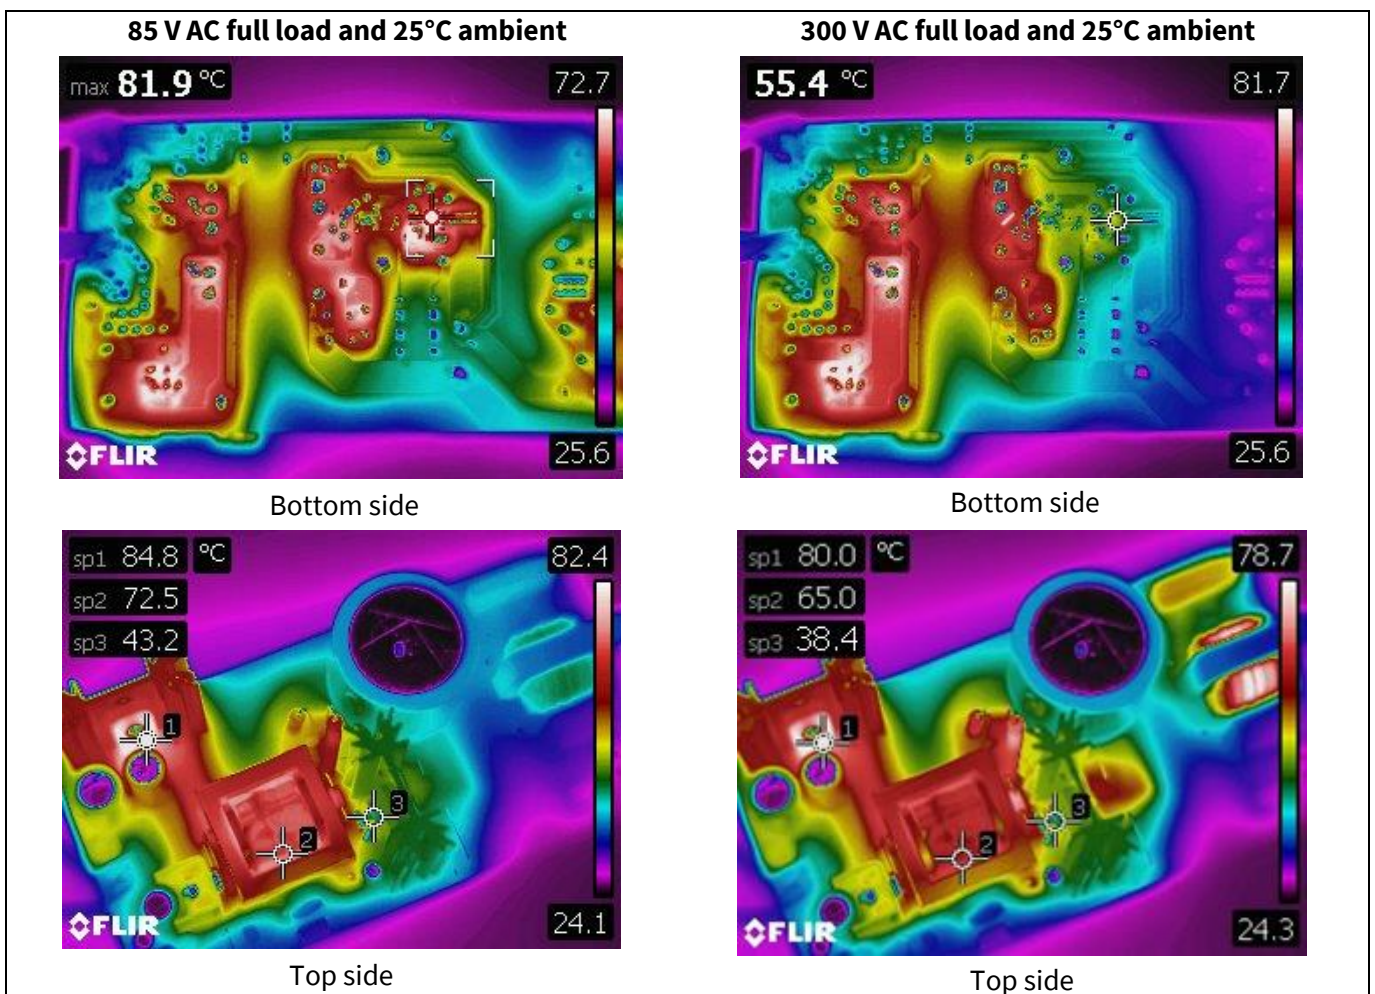 85 V AC full load and 25°C ambient
300 V AC full load and 25°C ambient
max 81.9 °C
72.7
25.6
FLIR
Bottom side
55.4 °C
81.7
25.6
FLIR
Bottom side
sp1 84.8 °C
sp2 72.5
sp3 43.2
82.4
1
2
3
24.1
FLIR
Top side
sp1 80.0 °C
sp2 65.0
sp3 38.4
78.7
1
2
3
24.3
FLIR
Top side